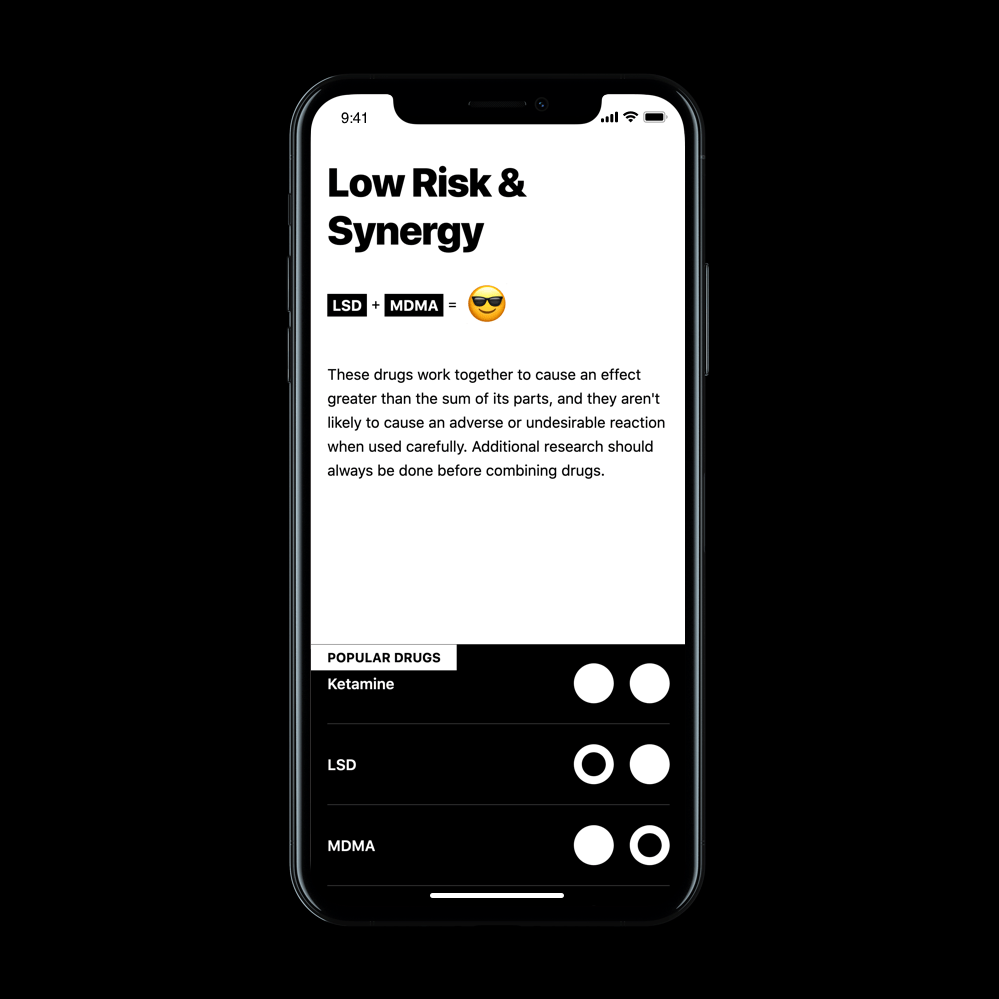 9:41
Low Risk &
Synergy
LSD + MDMA = 😎
These drugs work together to cause an effect
greater than the sum of its parts, and they aren't
likely to cause an adverse or undesirable reaction
when used carefully. Additional research should
always be done before combining drugs.
POPULAR DRUGS
Ketamine
LSD
MDMA